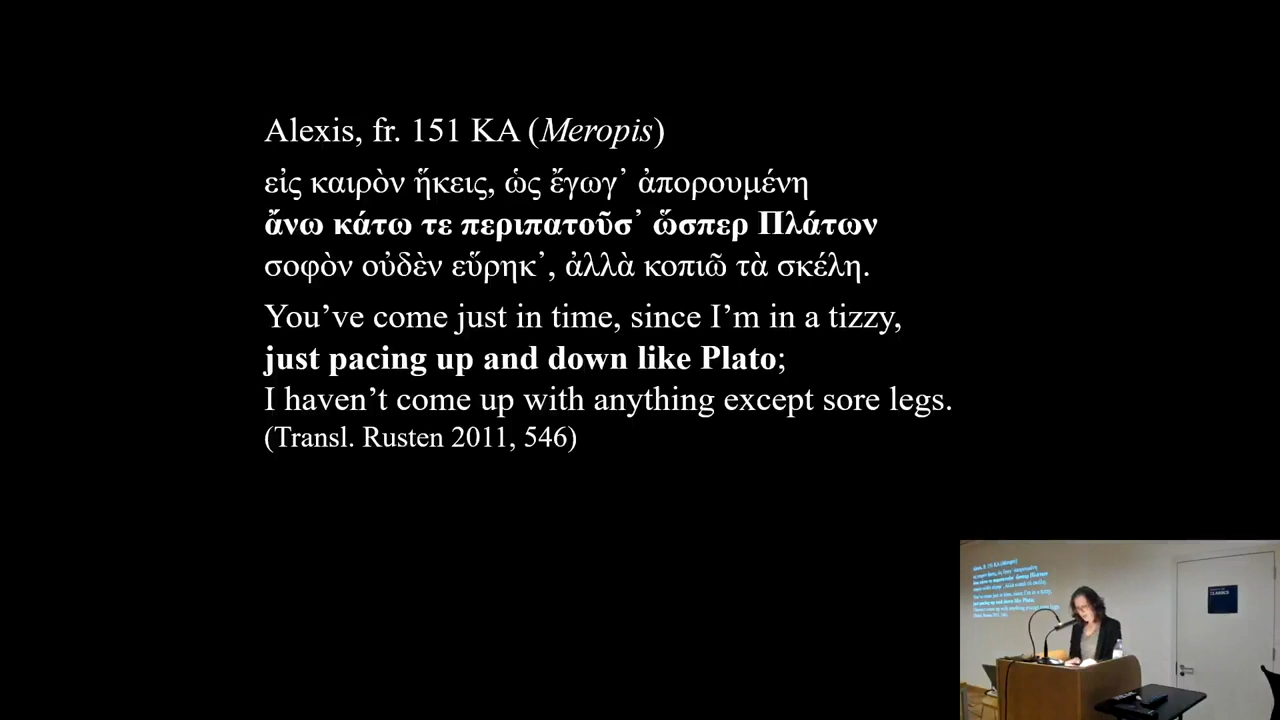 Alexis, fr. 151 KA (Meropis)
εἰς καιρὸν ἥκεις, ὡς ἔγωγ᾽ ἀπορουμένη
ἄνω κάτω τε περιπατοῦσ᾽ ὥσπερ Πλάτων
σοφὸν οὐδὲν εὕρηκ᾽, ἀλλὰ κοπιῶ τὰ σκέλη.
You’ve come just in time, since I’m in a tizzy,
just pacing up and down like Plato;
I haven’t come up with anything except sore legs.
(Transl. Rusten 2011, 546)
CLASSICS